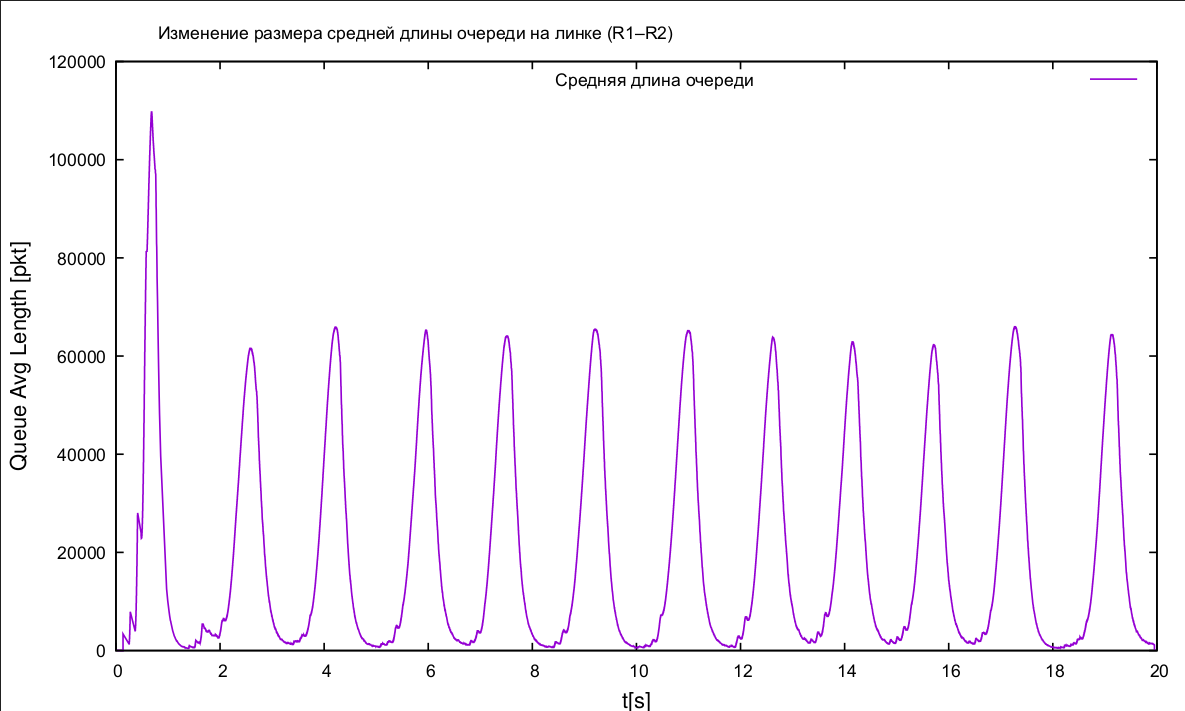 Изменение размера средней длины очереди на линке (R1–R2)
Средняя длина очереди
120000
100000
80000
60000
40000
20000
0
Queue Avg Length [pkt]
0 2 4 6 8 10 12 14 16 18 20
t[s]